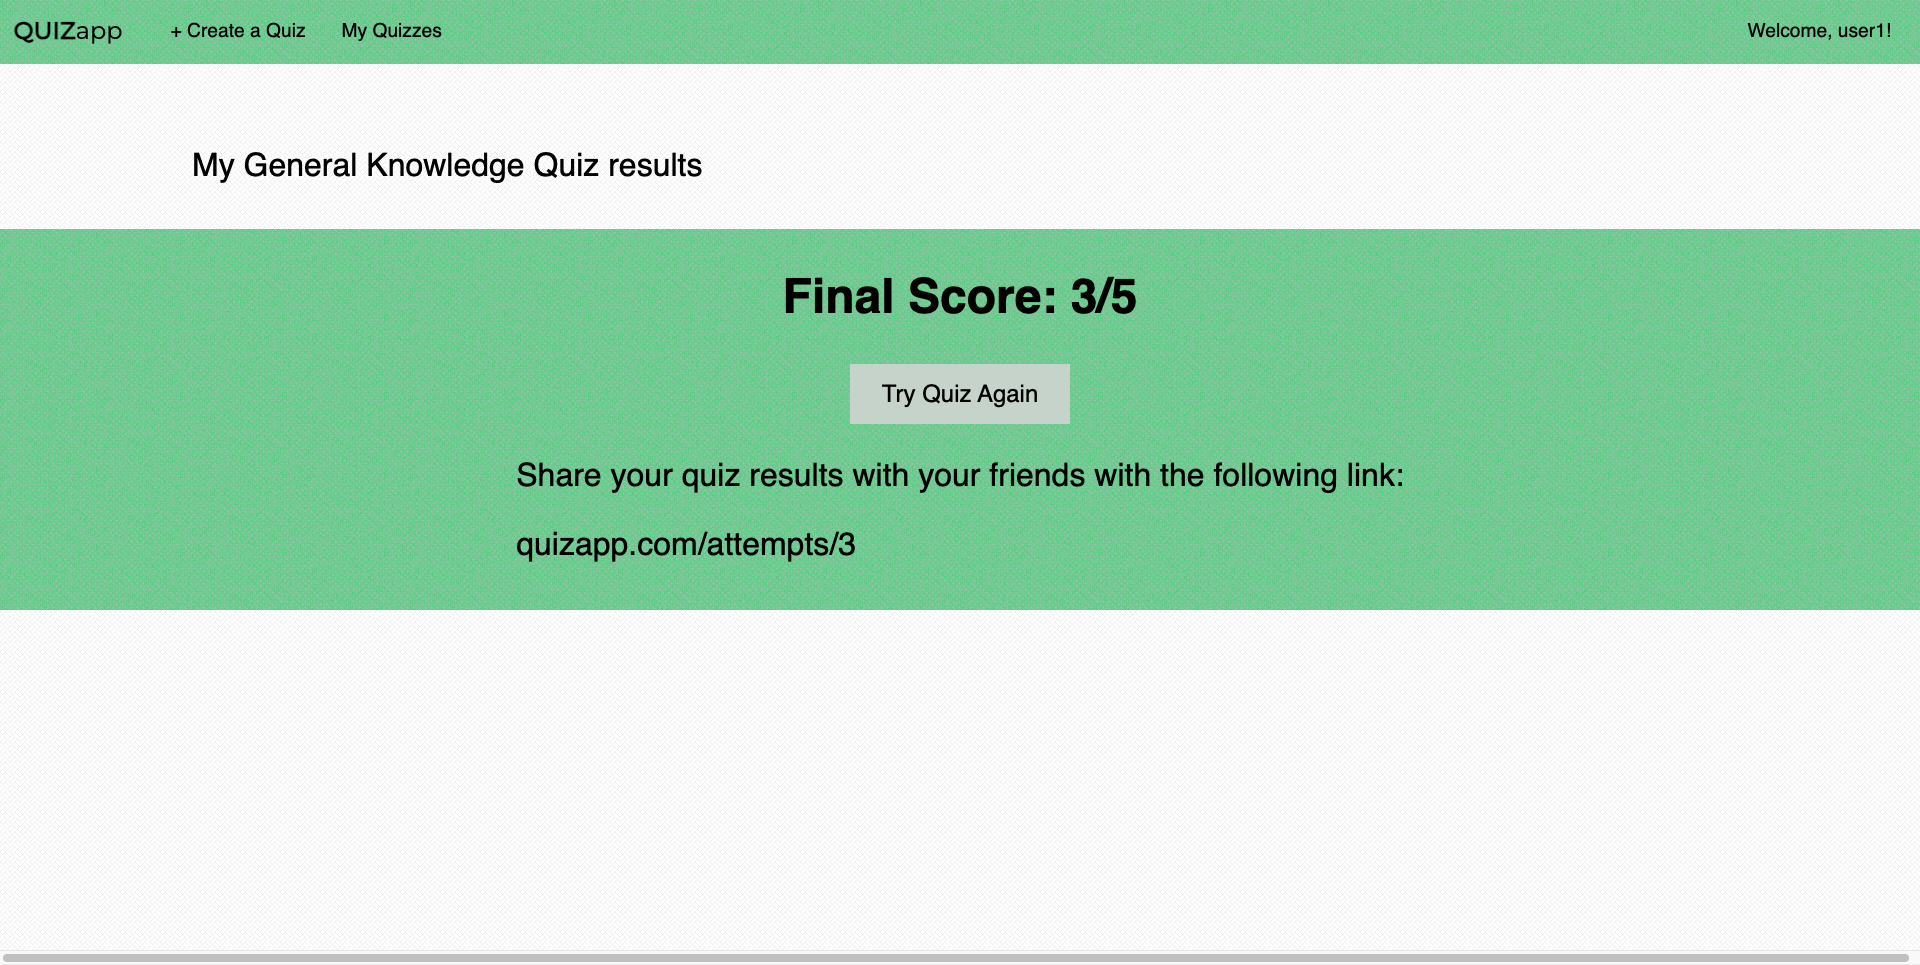 QUIZapp + Create a Quiz My Quizzes Welcome, user1!
My General Knowledge Quiz results
Final Score: 3/5
Try Quiz Again
Share your quiz results with your friends with the following link:
quizapp.com/attempts/3